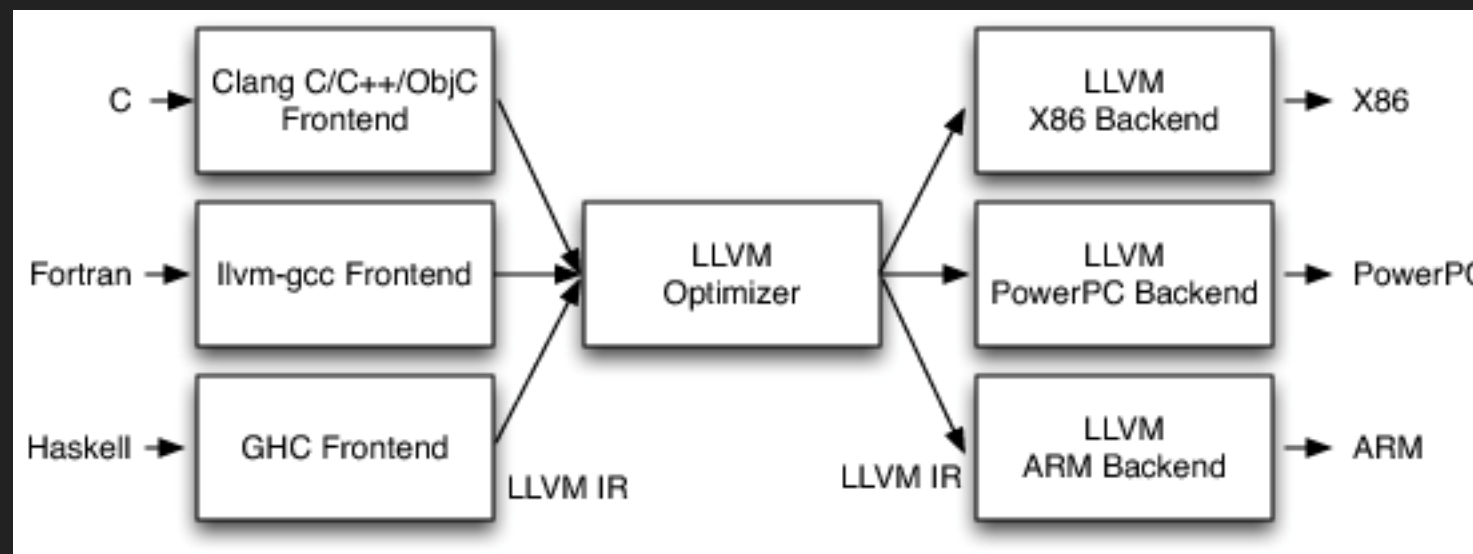 C
Clang C/C++/ObjC
Frontend
LLVM
X86 Backend
X86
Fortran
llvm-gcc Frontend
LLVM
Optimizer
LLVM
PowerPC Backend
PowerPC
Haskell
GHC Frontend
LLVM IR
LLVM IR
LLVM
ARM Backend
ARM